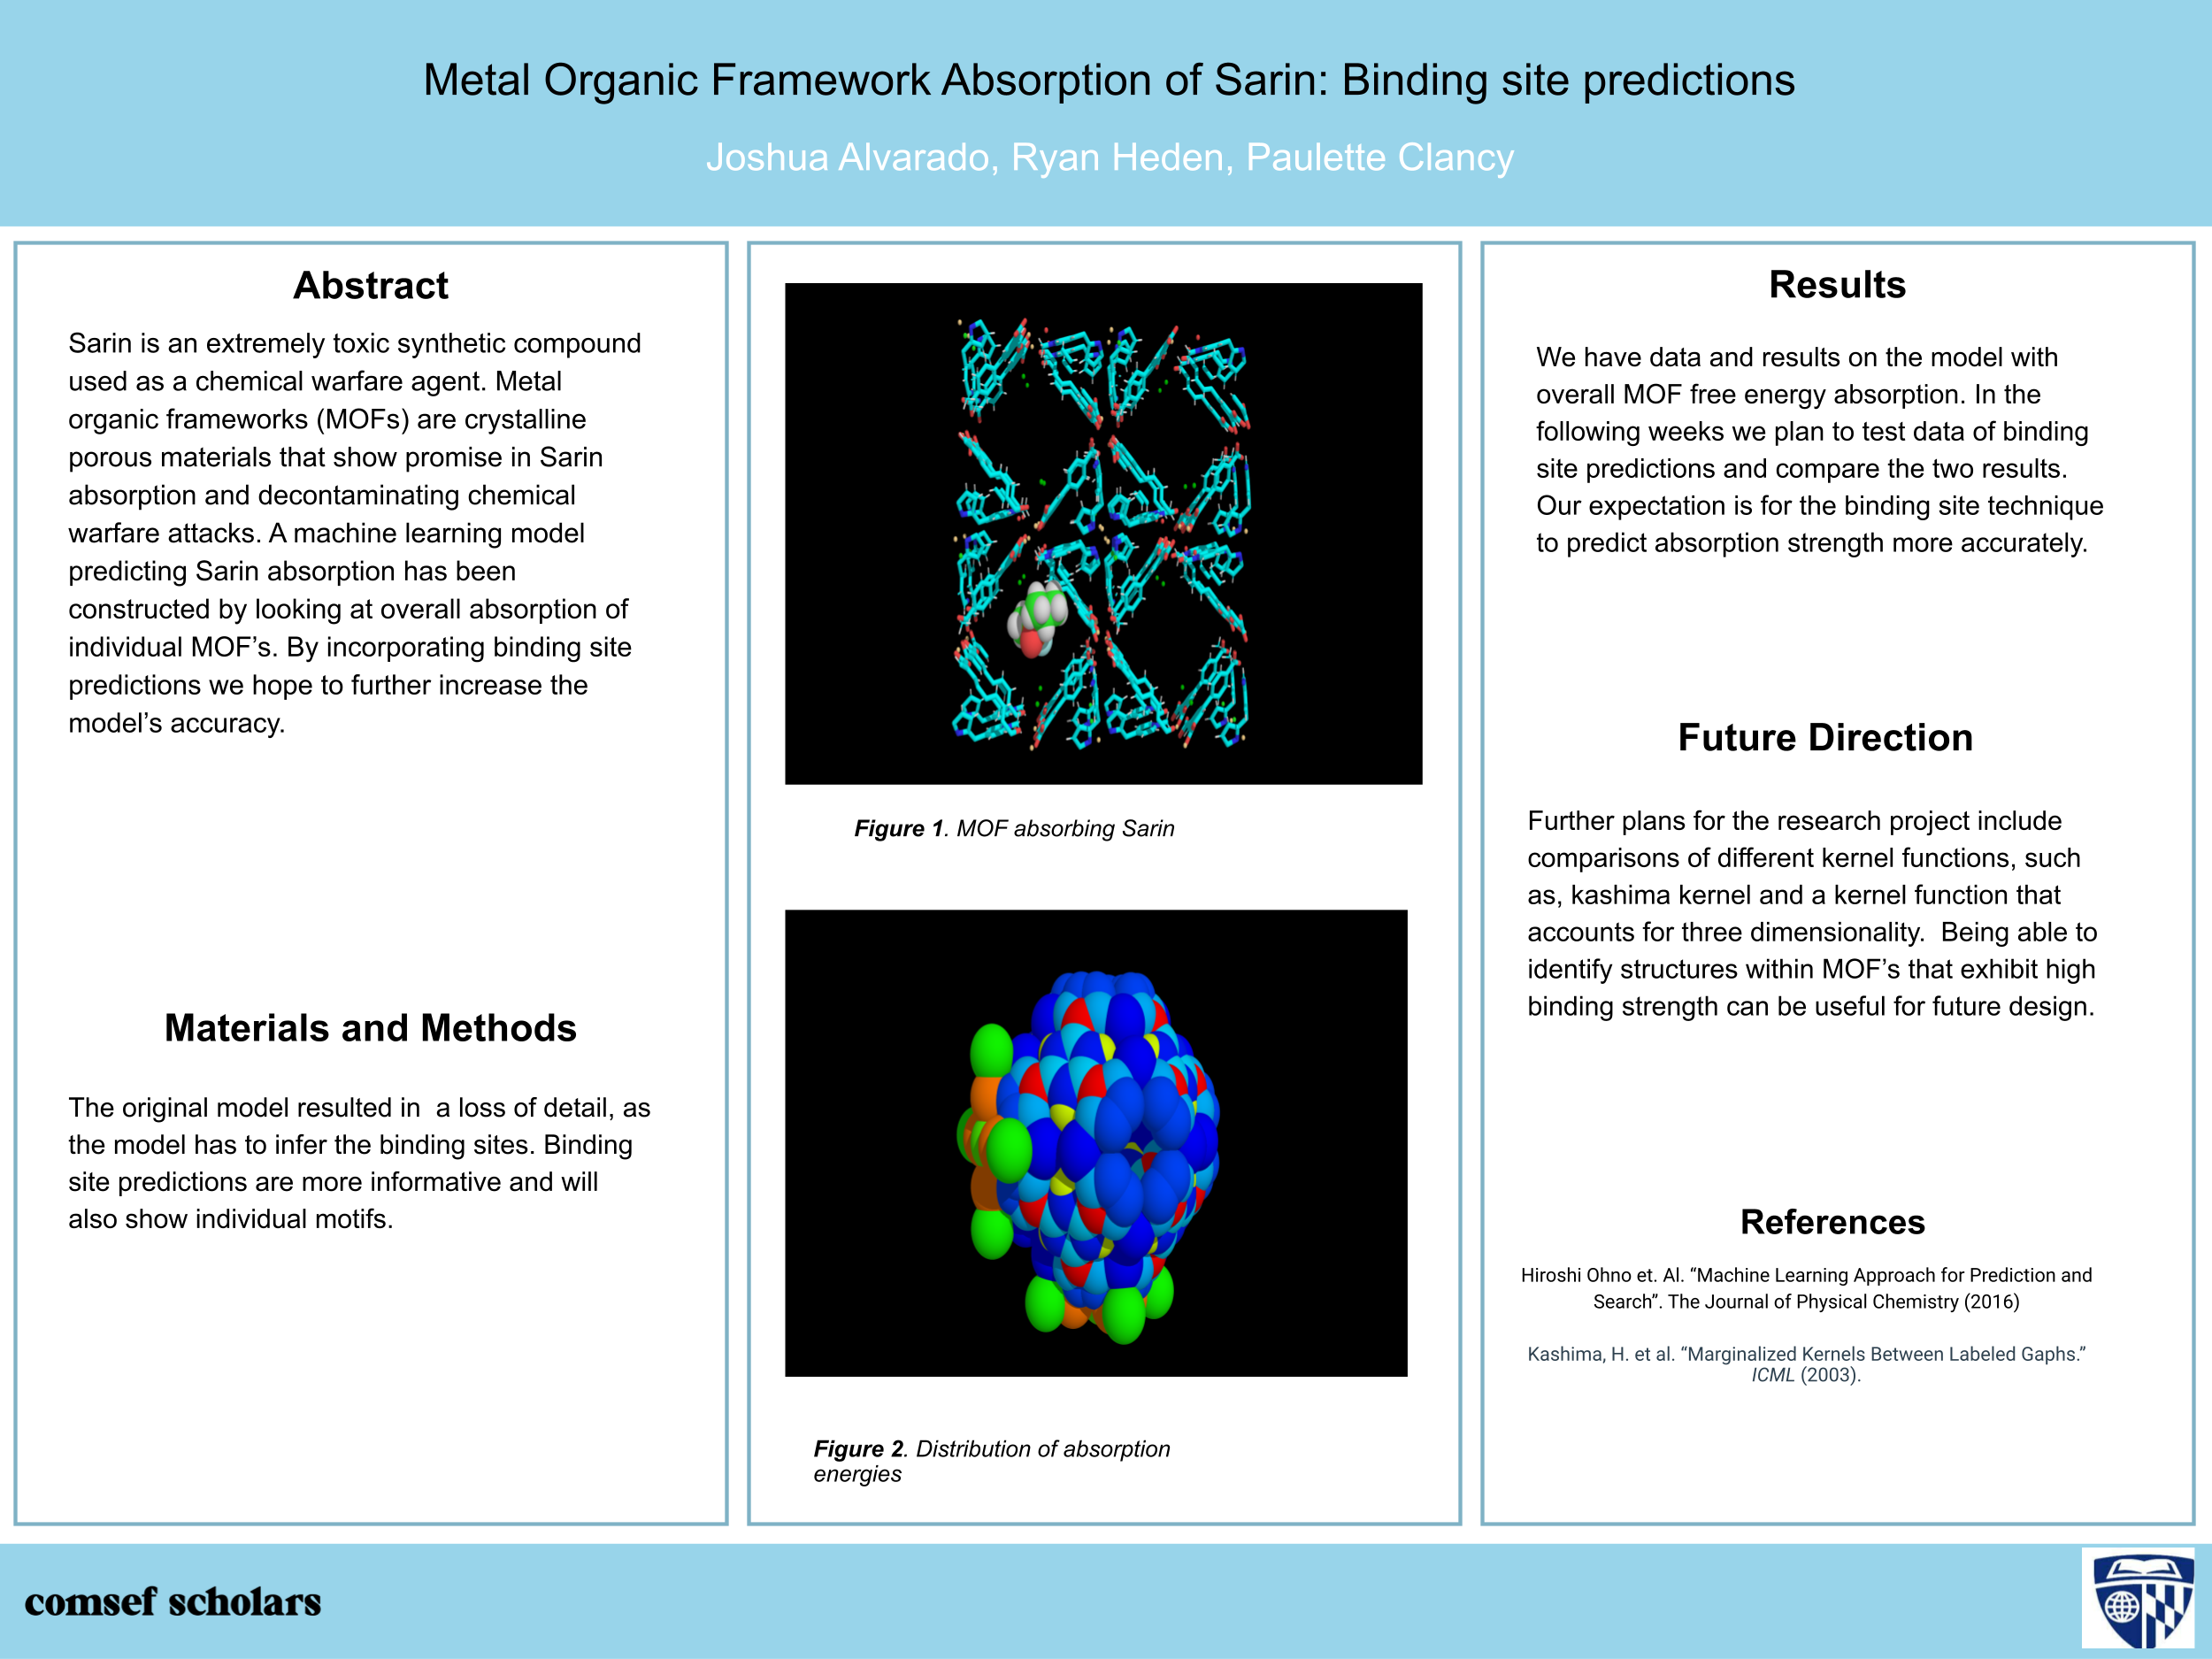 Metal Organic Framework Absorption of Sarin: Binding site predictions
Joshua Alvarado, Ryan Heden, Paulette Clancy
Abstract
Sarin is an extremely toxic synthetic compound
used as a chemical warfare agent. Metal
organic frameworks (MOFs) are crystalline
porous materials that show promise in Sarin
absorption and decontaminating chemical
warfare attacks. A machine learning model
predicting Sarin absorption has been
constructed by looking at overall absorption of
individual MOF’s. By incorporating binding site
predictions we hope to further increase the
model’s accuracy.
Materials and Methods
The original model resulted in  a loss of detail, as
the model has to infer the binding sites. Binding
site predictions are more informative and will
also show individual motifs.
Figure 1. MOF absorbing Sarin
Figure 2. Distribution of absorption
energies
Results
We have data and results on the model with
overall MOF free energy absorption. In the
following weeks we plan to test data of binding
site predictions and compare the two results.
Our expectation is for the binding site technique
to predict absorption strength more accurately.
Future Direction
Further plans for the research project include
comparisons of different kernel functions, such
as, kashima kernel and a kernel function that
accounts for three dimensionality.  Being able to
identify structures within MOF’s that exhibit high
binding strength can be useful for future design.
References
Hiroshi Ohno et. Al. “Machine Learning Approach for Prediction and
Search”. The Journal of Physical Chemistry (2016)
Kashima, H. et al. “Marginalized Kernels Between Labeled Gaphs.”
ICML (2003).
comsef scholars